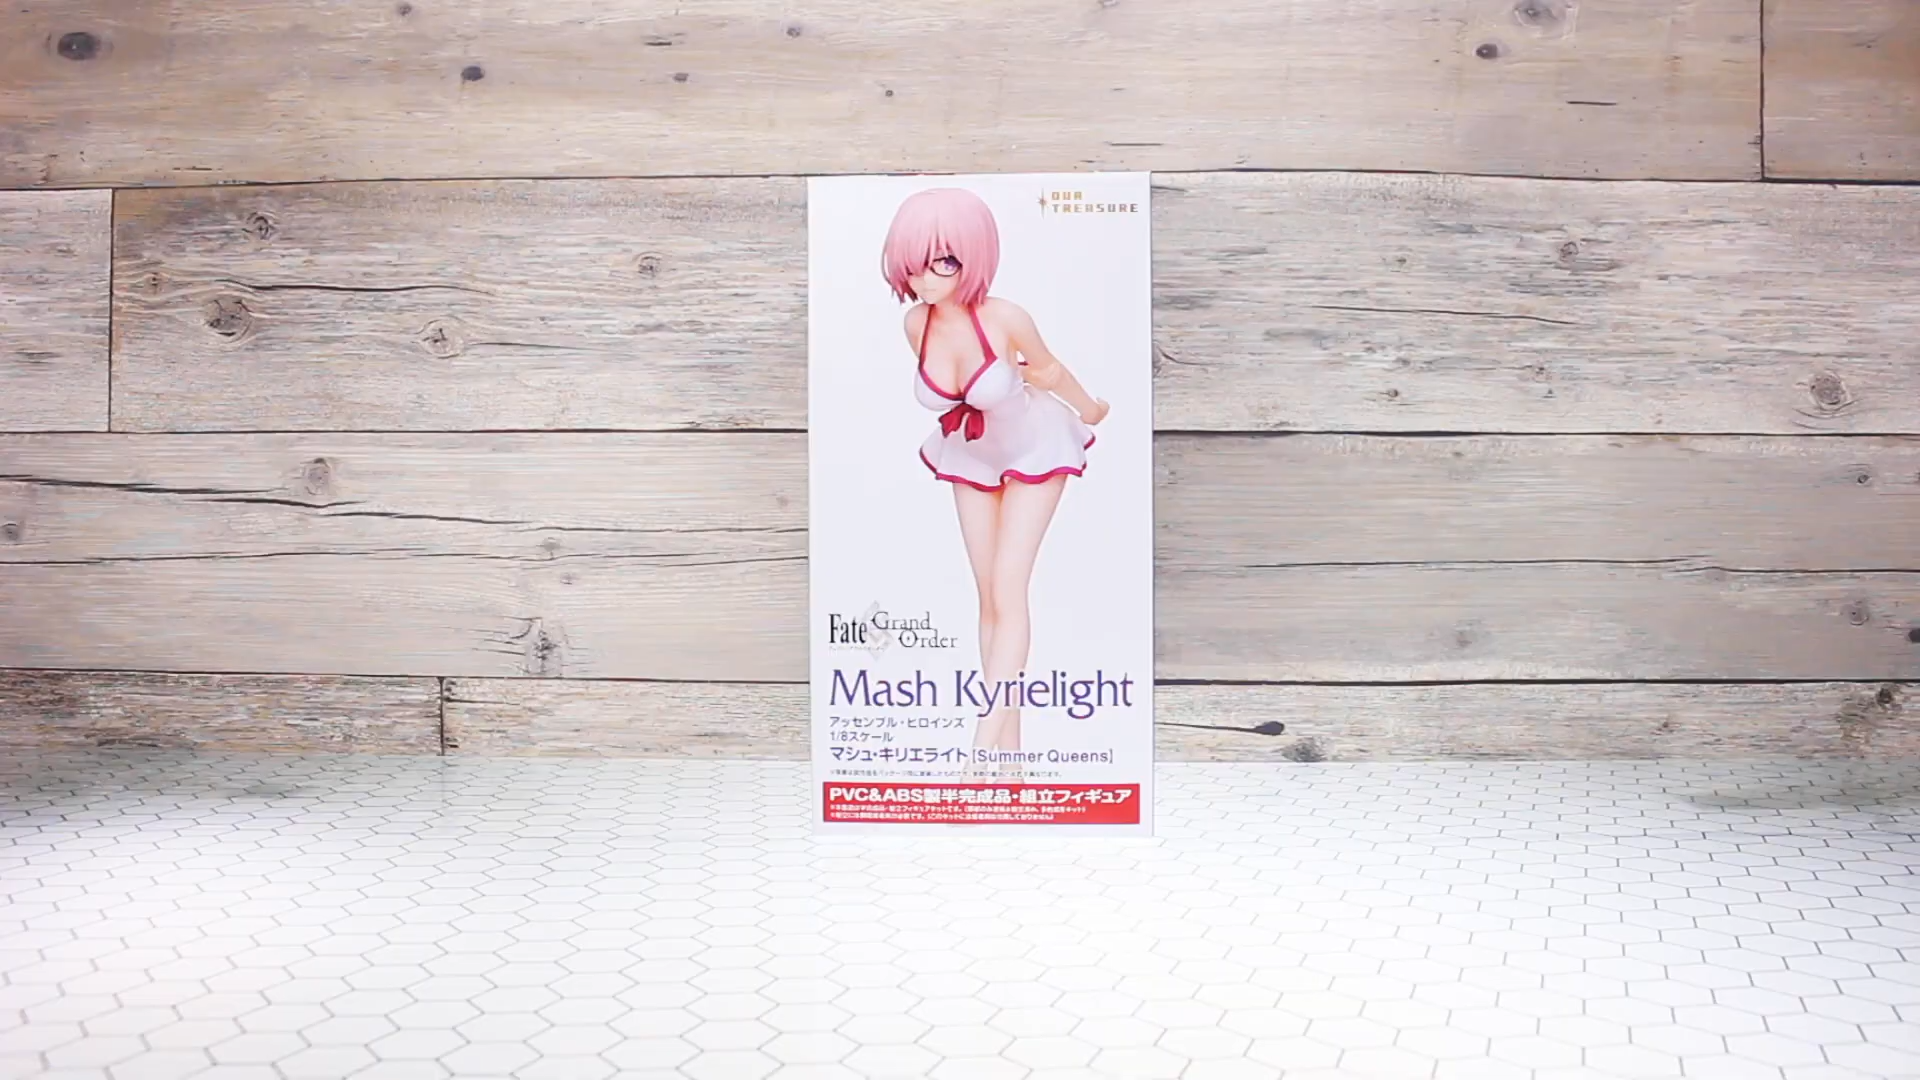 OUR
TREASURE
Fate Grand
Order
Mash Kyrielight
アッセンブル・ヒロインズ
1/8スケール
マシュ・キリエライト [Summer Queens]
PVC&ABS製半完成品・組立フィギュア